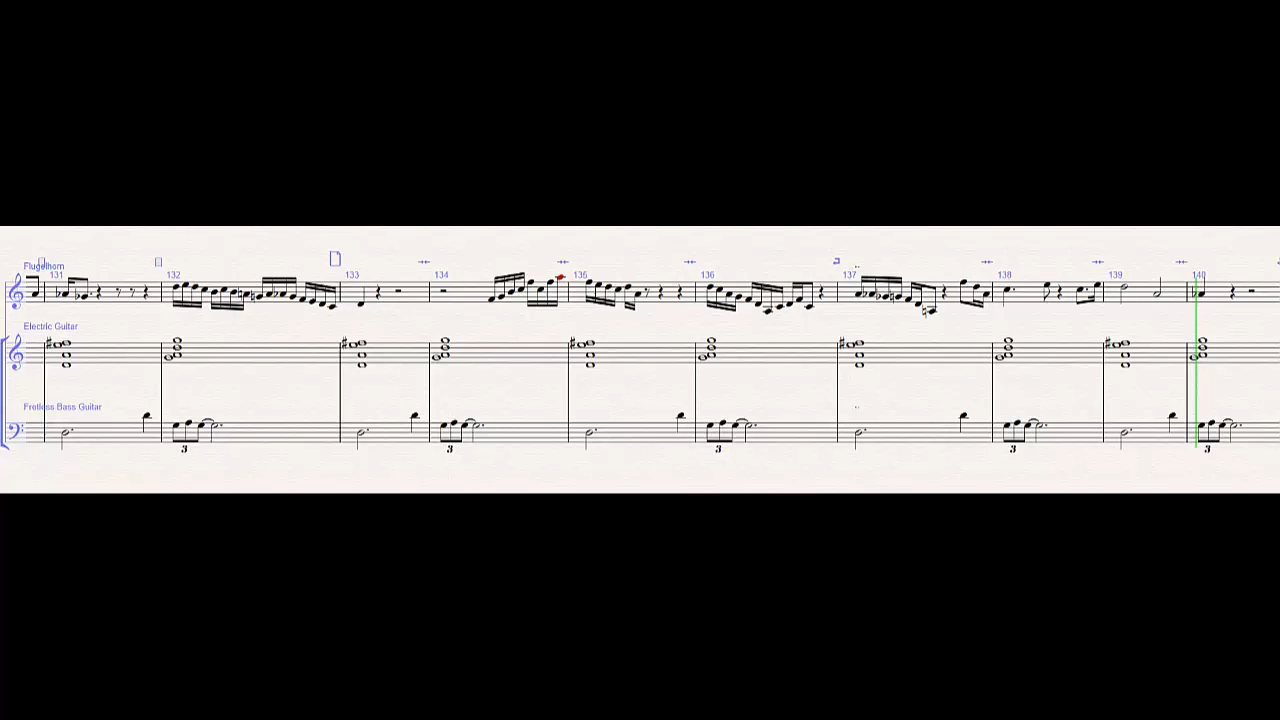 Flugelhorn
131 132 133 134 135 136 137 138 139 140
Electric Guitar
Fretless Bass Guitar
3 3 3 3 3